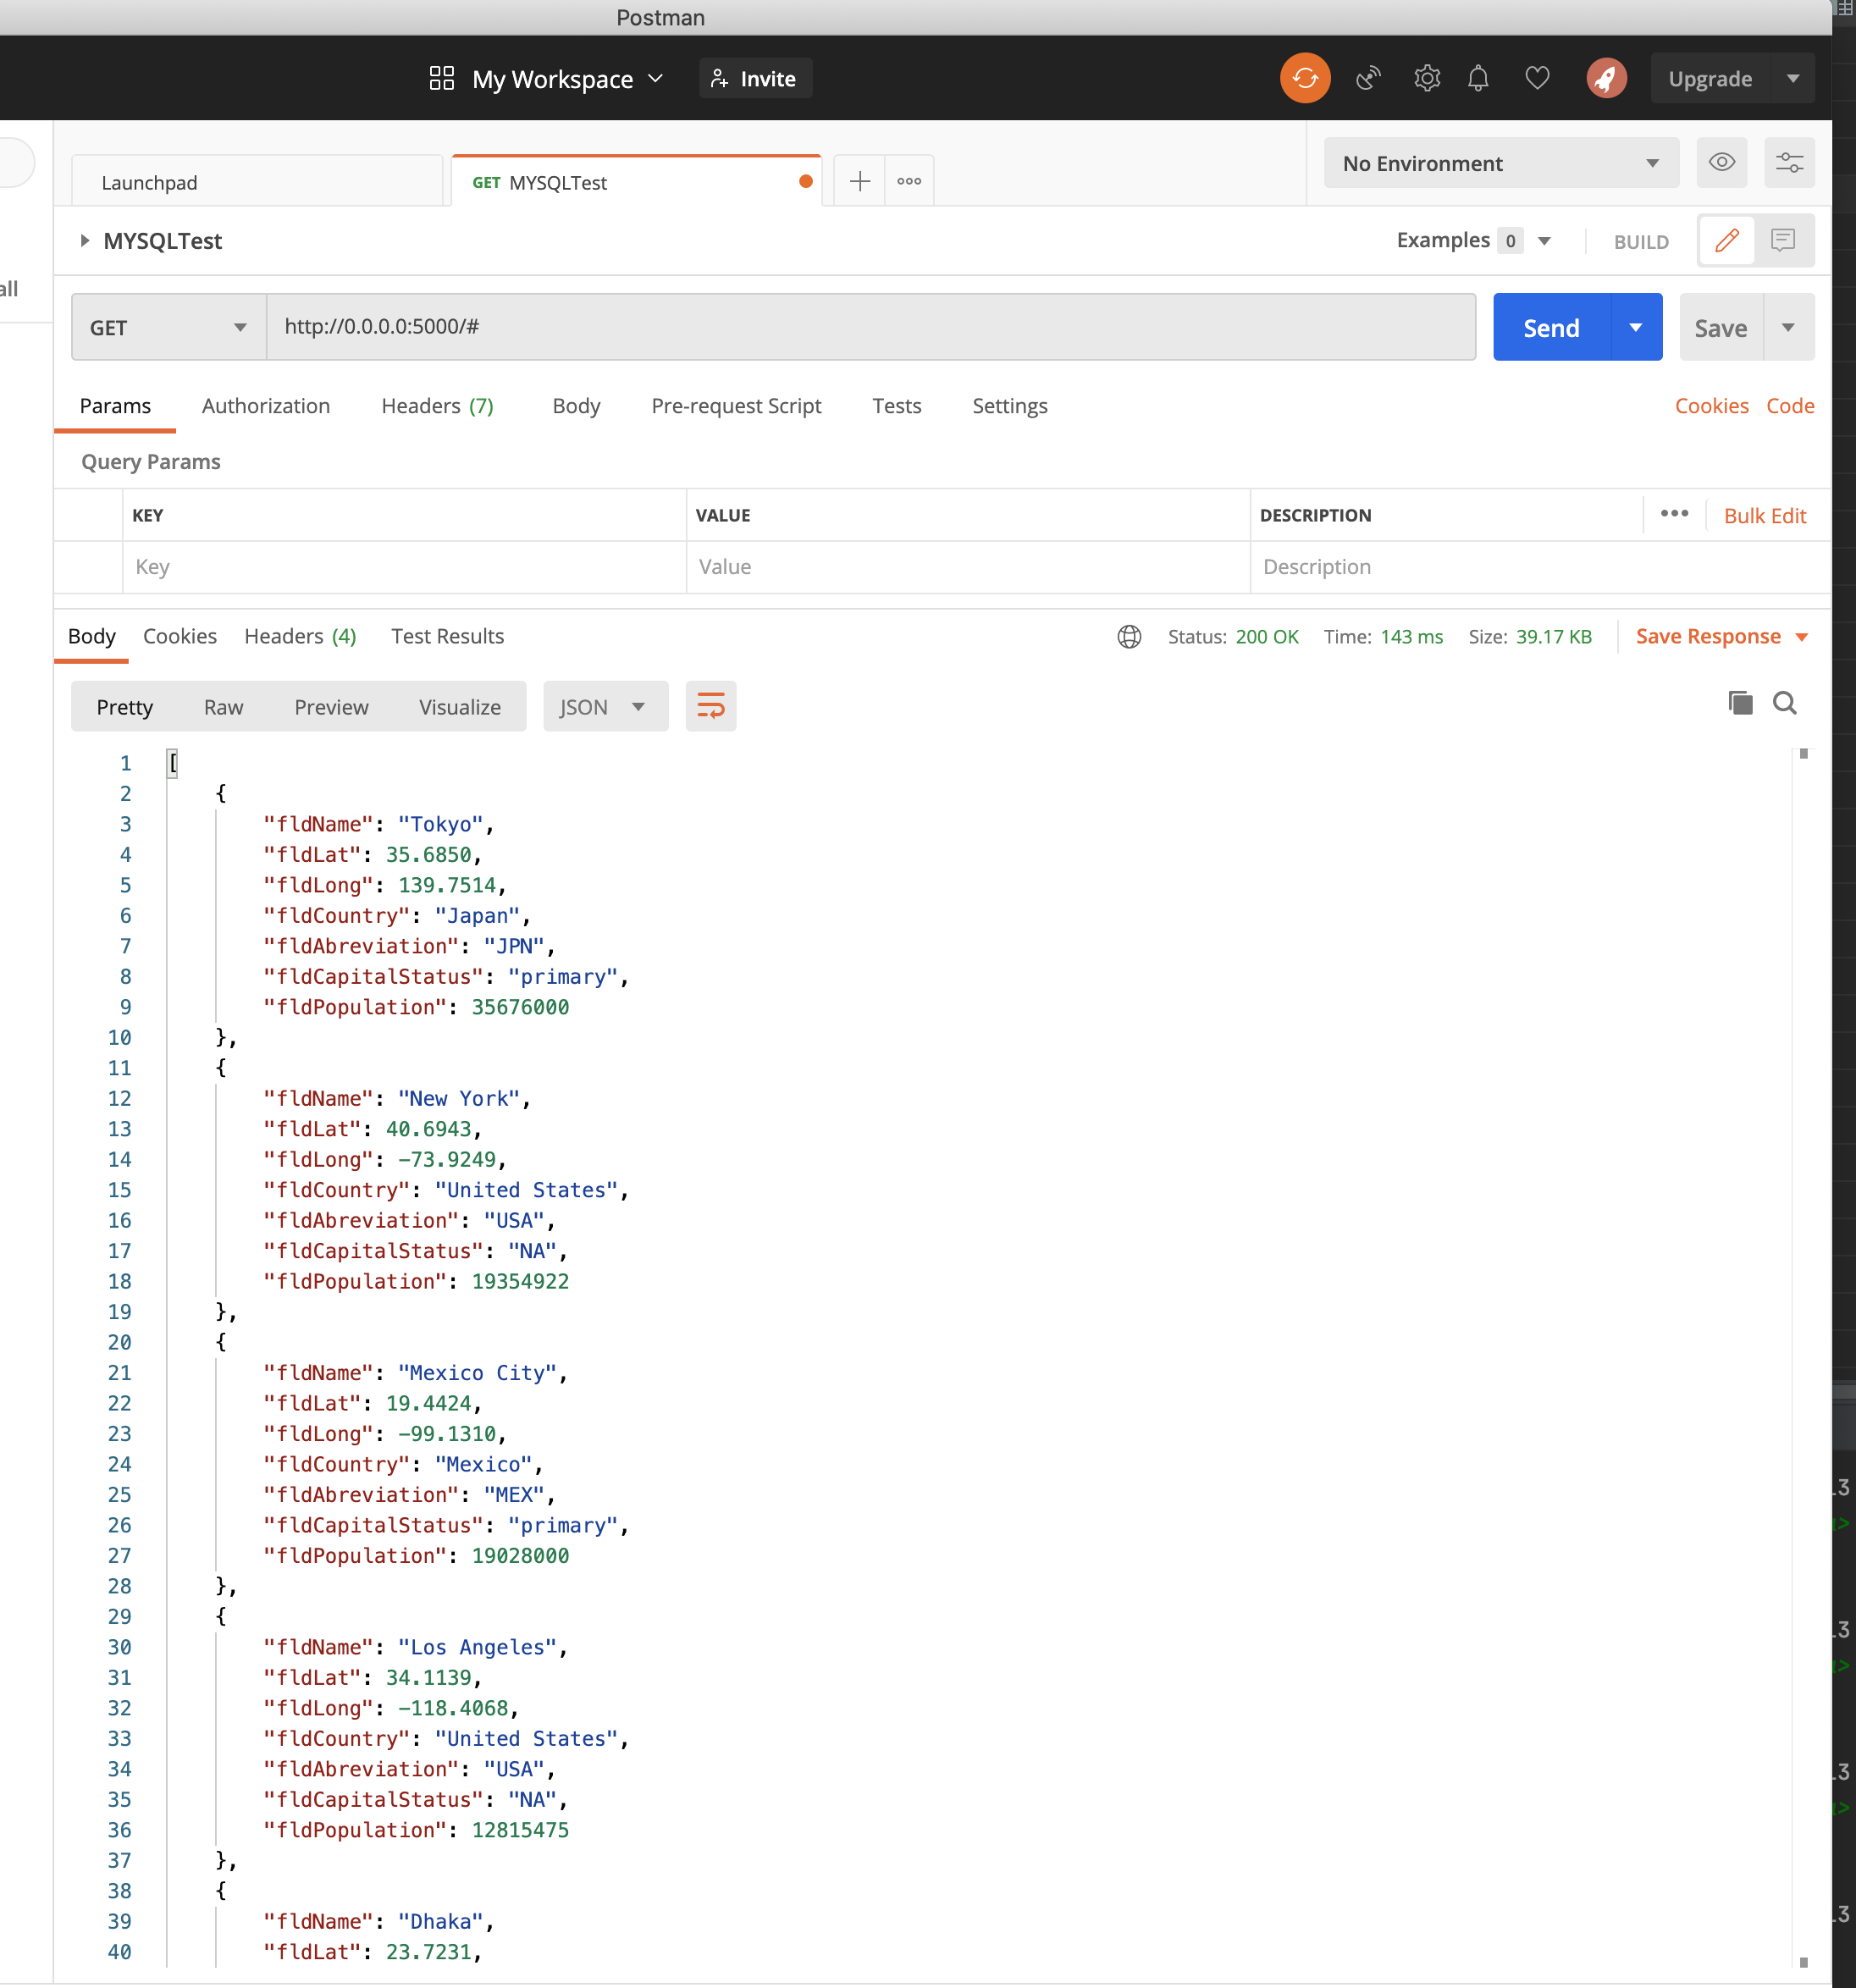 Postman
My Workspace Invite Upgrade
Launchpad GET MYSQLTest No Environment
MYSQLTest Examples 0 BUILD
all
GET http://0.0.0.0:5000/# Send Save
Params Authorization Headers (7) Body Pre-request Script Tests Settings Cookies Code
Query Params
KEY VALUE DESCRIPTION ••• Bulk Edit
Key Value Description
Body Cookies Headers (4) Test Results Status: 200 OK Time: 143 ms Size: 39.17 KB Save Response
Pretty Raw Preview Visualize JSON
1 [
2 {
3 "fldName": "Tokyo",
4 "fldLat": 35.6850,
5 "fldLong": 139.7514,
6 "fldCountry": "Japan",
7 "fldAbreviation": "JPN",
8 "fldCapitalStatus": "primary",
9 "fldPopulation": 35676000
10 },
11 {
12 "fldName": "New York",
13 "fldLat": 40.6943,
14 "fldLong": -73.9249,
15 "fldCountry": "United States",
16 "fldAbreviation": "USA",
17 "fldCapitalStatus": "NA",
18 "fldPopulation": 19354922
19 },
20 {
21 "fldName": "Mexico City",
22 "fldLat": 19.4424,
23 "fldLong": -99.1310,
24 "fldCountry": "Mexico",
25 "fldAbreviation": "MEX",
26 "fldCapitalStatus": "primary",
27 "fldPopulation": 19028000
28 },
29 {
30 "fldName": "Los Angeles",
31 "fldLat": 34.1139,
32 "fldLong": -118.4068,
33 "fldCountry": "United States",
34 "fldAbreviation": "USA",
35 "fldCapitalStatus": "NA",
36 "fldPopulation": 12815475
37 },
38 {
39 "fldName": "Dhaka",
40 "fldLat": 23.7231,